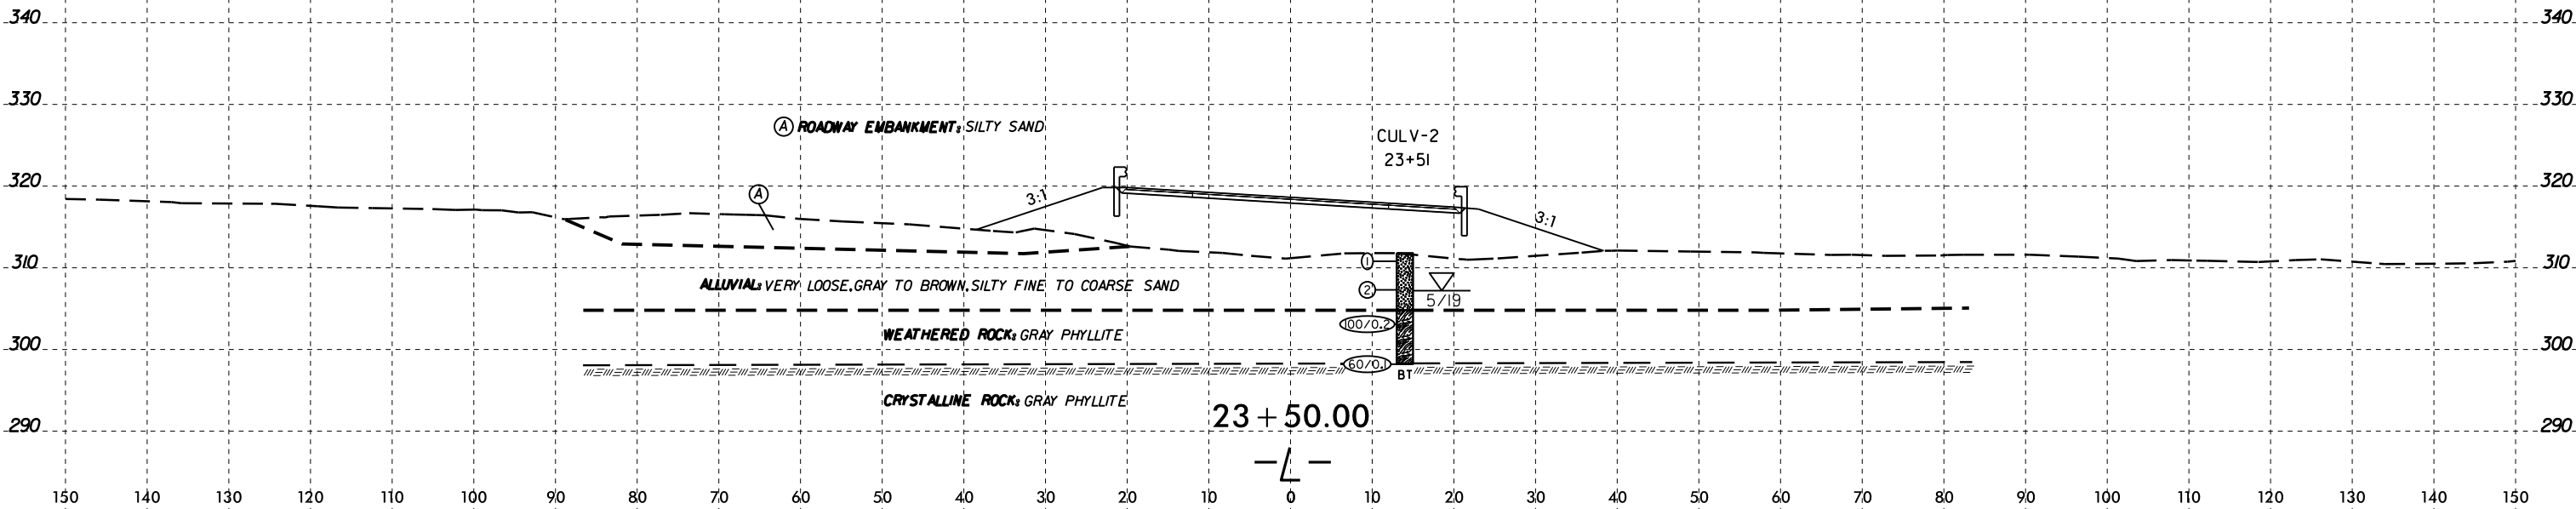 340 340
330 330
Ⓐ ROADWAY EMBANKMENT: SILTY SAND
CULV-2
23+51
320 320
A
3:1
3:1
310 310
1
ALLUVIAL: VERY LOOSE, GRAY TO BROWN, SILTY FINE TO COARSE SAND
2
5/19
100/0.2
WEATHERED ROCK: GRAY PHYLLITE
300 300
60/0.1
BT
CRYSTALLINE ROCK: GRAY PHYLLITE
23+50.00
290 290
-L-
150 140 130 120 110 100 90 80 70 60 50 40 30 20 10 0 10 20 30 40 50 60 70 80 90 100 110 120 130 140 150